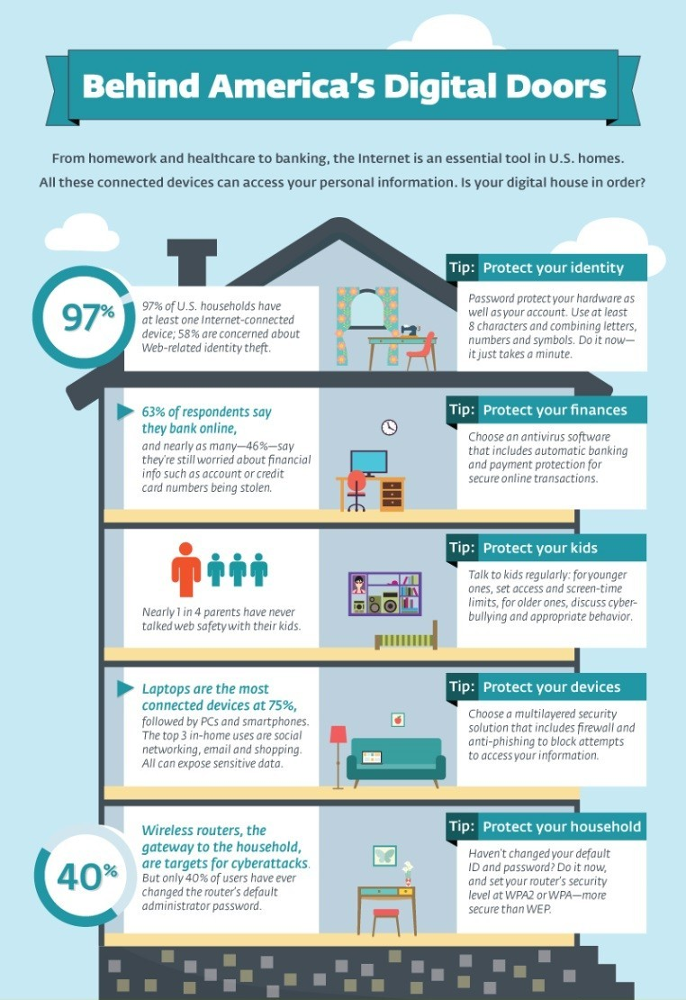 Behind America's Digital Doors
From homework and healthcare to banking, the Internet is an essential tool in U.S. homes.
All these connected devices can access your personal information. Is your digital house in order?
97%
97% of U.S. households have
at least one Internet-connected
device; 58% are concerned about
Web-related identity theft.
Tip: Protect your identity
Password protect your hardware as
well as your account. Use at least
8 characters and combining letters,
numbers and symbols. Do it now—
it just takes a minute.
63% of respondents say
they bank online,
and nearly as many—46%—say
they're still worried about financial
info such as account or credit
card numbers being stolen.
Tip: Protect your finances
Choose an antivirus software
that includes automatic banking
and payment protection for
secure online transactions.
Nearly 1 in 4 parents have never
talked web safety with their kids.
Tip: Protect your kids
Talk to kids regularly: for younger
ones, set access and screen-time
limits, for older ones, discuss cyber-
bullying and appropriate behavior.
Laptops are the most
connected devices at 75%,
followed by PCs and smartphones.
The top 3 in-home uses are social
networking, email and shopping.
All can expose sensitive data.
Tip: Protect your devices
Choose a multilayered security
solution that includes firewall and
anti-phishing to block attempts
to access your information.
40%
Wireless routers, the
gateway to the household,
are targets for cyberattacks.
But only 40% of users have ever
changed the router's default
administrator password.
Tip: Protect your household
Haven't changed your default
ID and password? Do it now,
and set your router's security
level at WPA2 or WPA—more
secure than WEP.